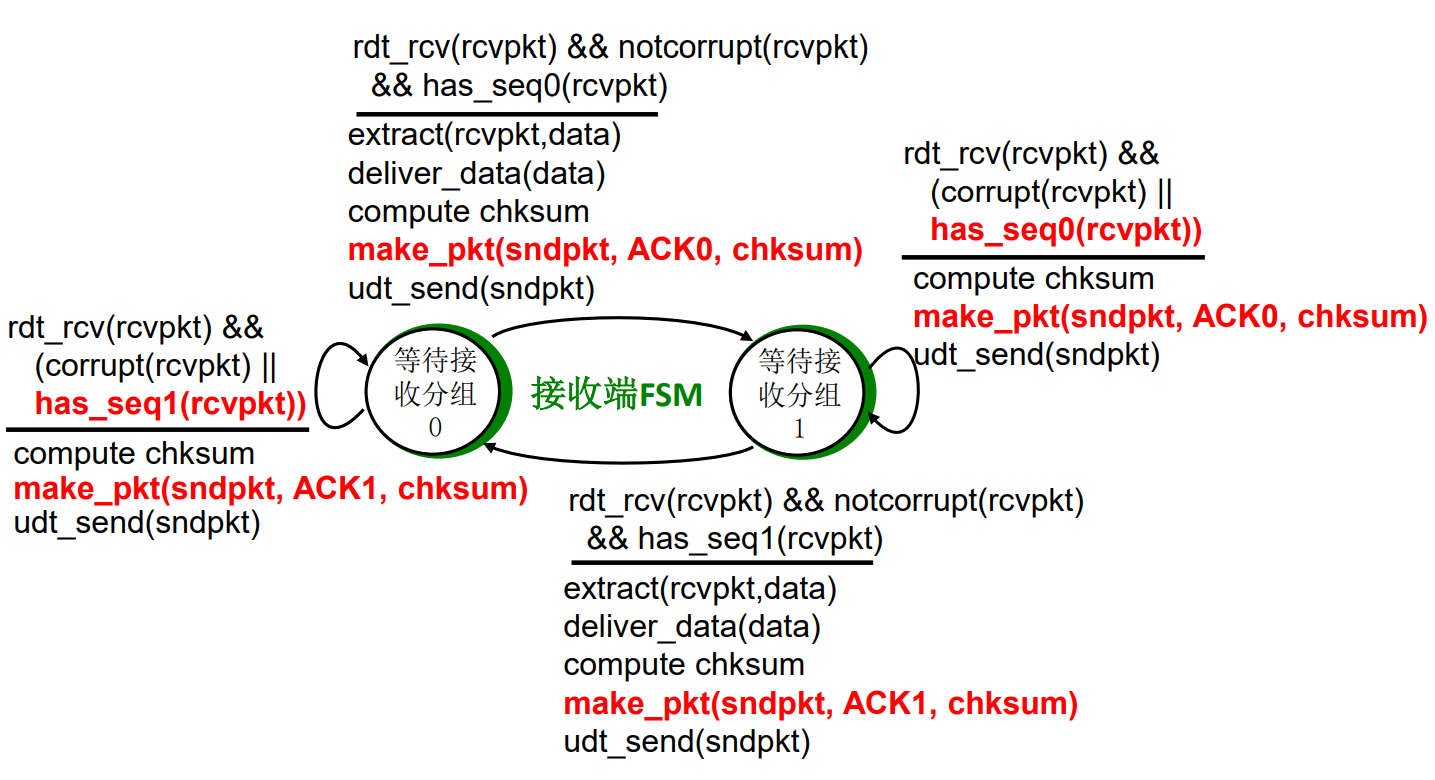 rdt_rcv(rcvpkt) && notcorrupt(rcvpkt)
&& has_seq0(rcvpkt)
extract(rcvpkt,data)
deliver_data(data)
compute chksum
make_pkt(sndpkt, ACK0, chksum)
udt_send(sndpkt)
rdt_rcv(rcvpkt) &&
(corrupt(rcvpkt) ||
has_seq0(rcvpkt))
compute chksum
make_pkt(sndpkt, ACK0, chksum)
udt_send(sndpkt)
rdt_rcv(rcvpkt) &&
(corrupt(rcvpkt) ||
has_seq1(rcvpkt))
compute chksum
make_pkt(sndpkt, ACK1, chksum)
udt_send(sndpkt)
等待接
收分组
0
接收端FSM
等待接
收分组
1
rdt_rcv(rcvpkt) && notcorrupt(rcvpkt)
&& has_seq1(rcvpkt)
extract(rcvpkt,data)
deliver_data(data)
compute chksum
make_pkt(sndpkt, ACK1, chksum)
udt_send(sndpkt)